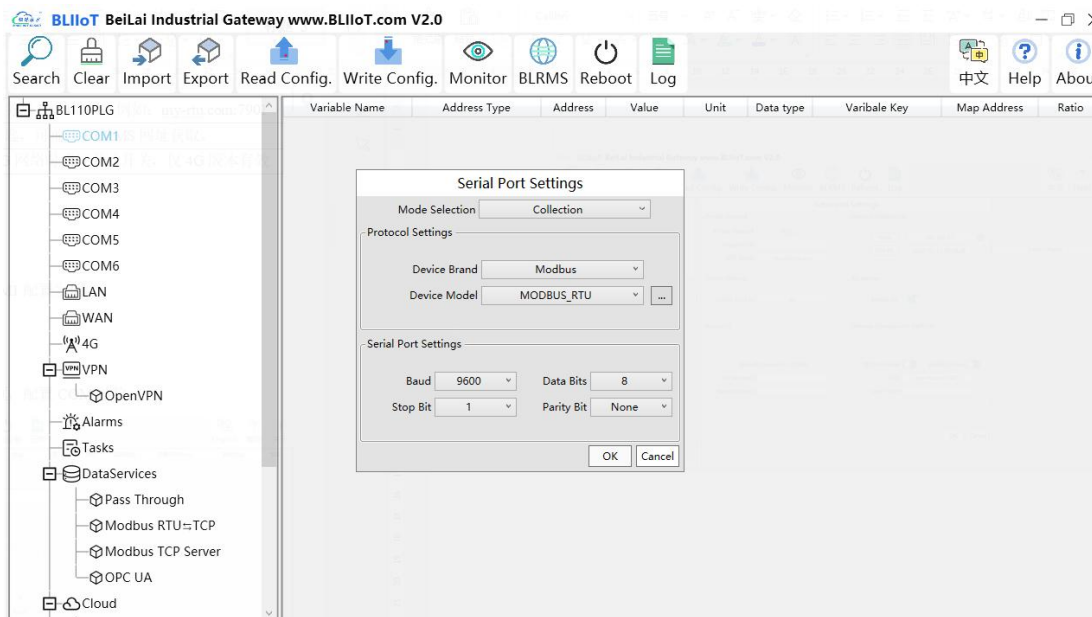 BLIIoT BeiLai Industrial Gateway www.BLIIoT.com V2.0
Search Clear Import Export Read Config. Write Config. Monitor BLRMS Reboot Log 中文 Help Abou
BL110PLG
COM1
COM2
COM3
COM4
COM5
COM6
LAN
WAN
4G
VPN
OpenVPN
Alarms
Tasks
DataServices
Pass Through
Modbus RTU⇆TCP
Modbus TCP Server
OPC UA
Cloud
Variable Name Address Type Address Value Unit Data type Varibale Key Map Address Ratio
Serial Port Settings
Mode Selection Collection
Protocol Settings
Device Brand Modbus
Device Model MODBUS_RTU ...
Serial Port Settings
Baud 9600 Data Bits 8
Stop Bit 1 Parity Bit None
OK Cancel